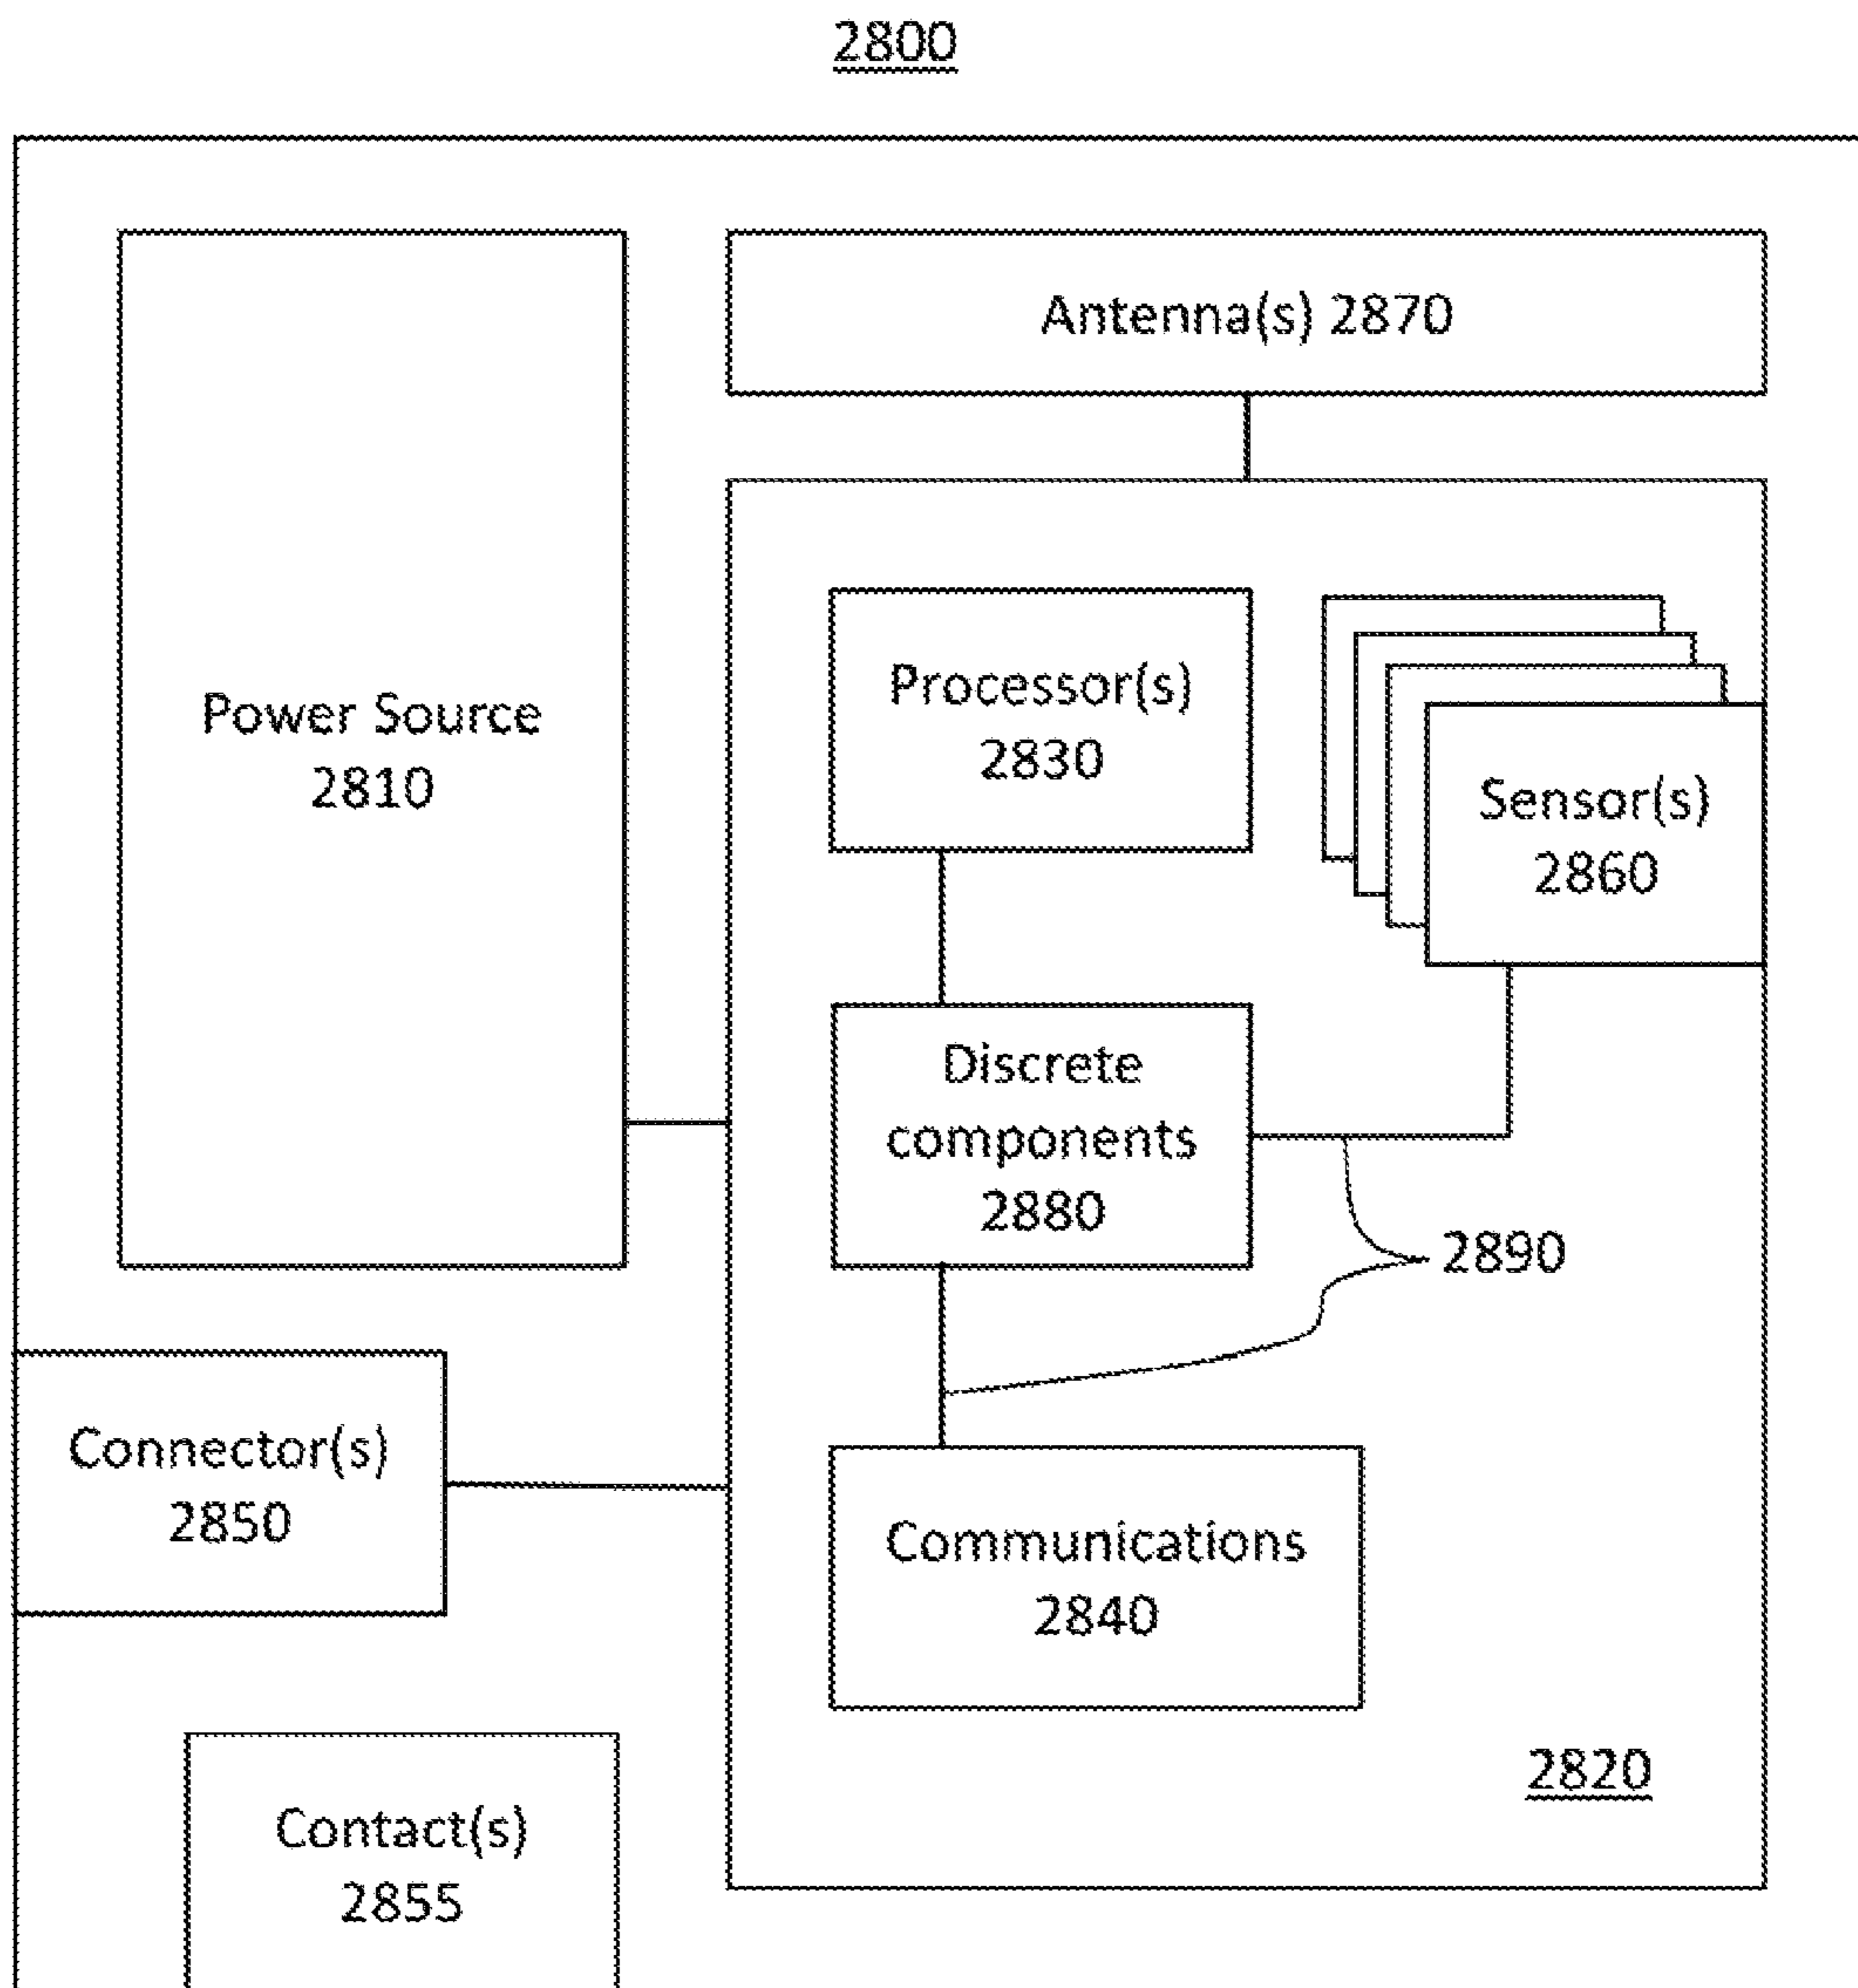 2800
Antenna(s) 2870
Power Source
2810
Processor(s)
2830
Sensor(s)
2860
Discrete
components
2880
2890
Connector(s)
2850
Communications
2840
2820
Contact(s)
2855